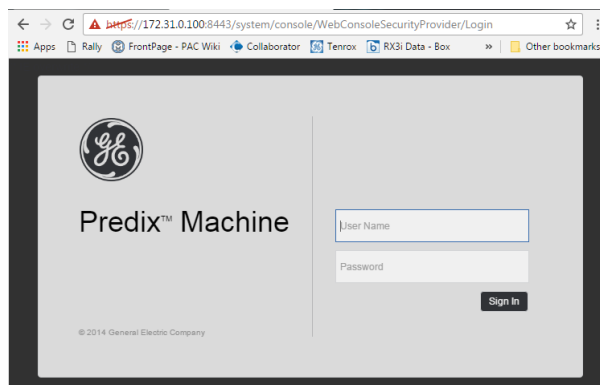 https://172.31.0.100:8443/system/console/WebConsoleSecurityProvider/Login
Apps Rally FrontPage - PAC Wiki Collaborator Tenrox RX3i Data - Box » Other bookmarks
GE
Predix™ Machine
User Name
Password
Sign In
© 2014 General Electric Company